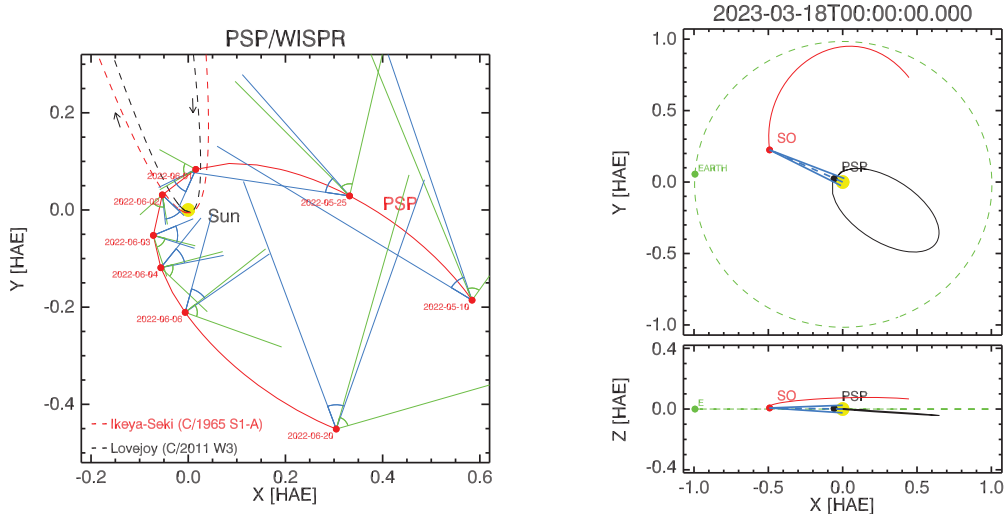 PSP/WISPR
0.2
0.0
-0.2
-0.4
Y [HAE]
2022-06-01
2022-06-02
Sun
2022-05-25
PSP
2022-06-03
2022-06-04
2022-05-10
2022-06-06
2022-06-20
Ikeya-Seki (C/1965 S1-A)
Lovejoy (C/2011 W3)
-0.2
0.0
0.2
0.4
0.6
X [HAE]
2023-03-18T00:00:00.000
1.0
0.5
0.0
-0.5
-1.0
Y [HAE]
SO
PSP
EARTH
0.4
0.0
-0.4
Z [HAE]
SO
PSP
E
-1.0
-0.5
0.0
0.5
1.0
X [HAE]